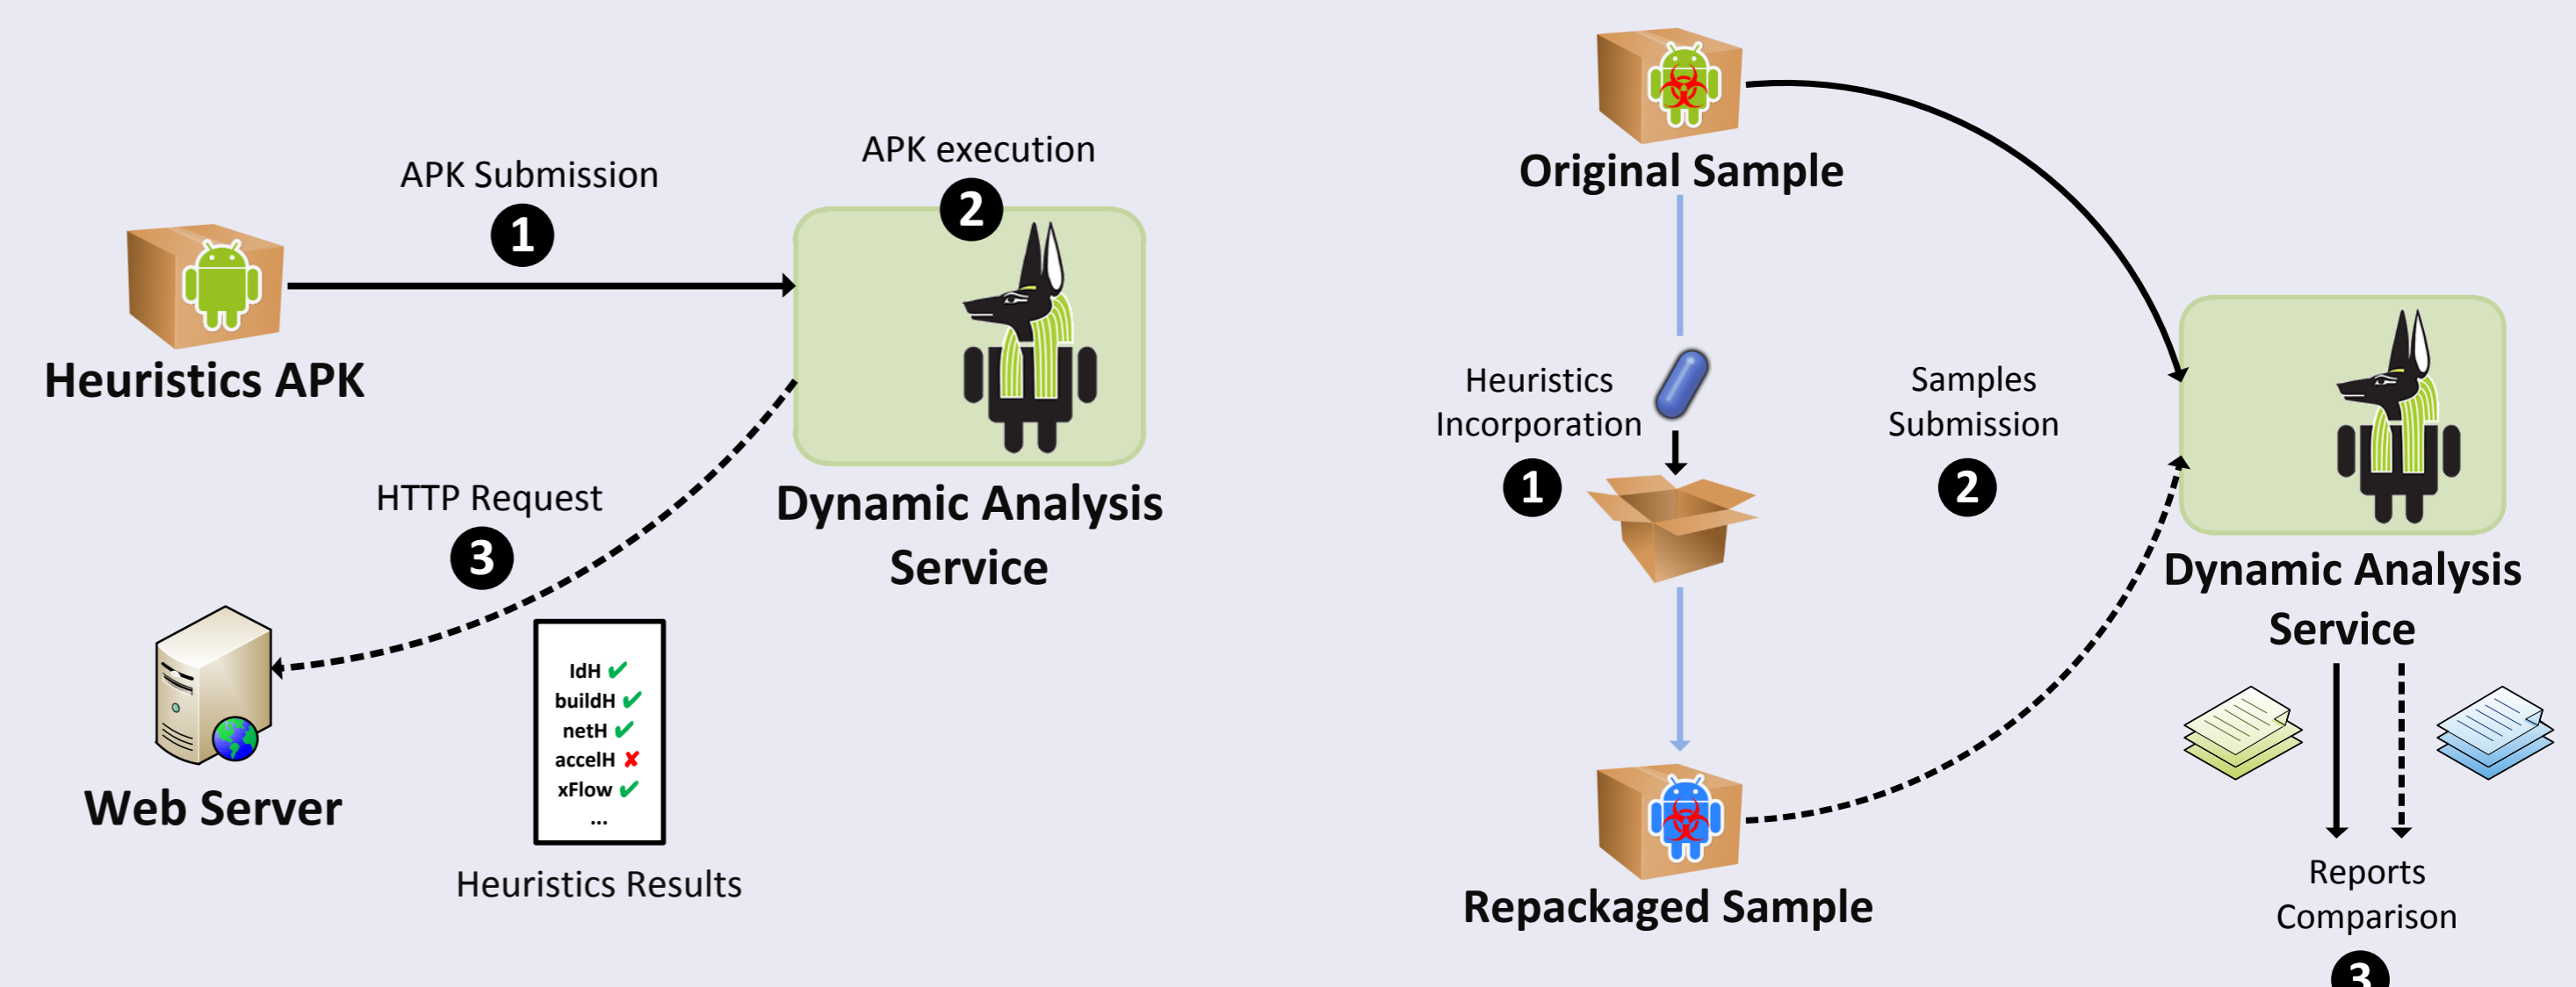 APK Submission
1
APK execution
2
Heuristics APK
Dynamic Analysis
Service
HTTP Request
3
Web Server
IdH ✔
buildH ✔
netH ✔
accelH ✘
xFlow ✔
...
Heuristics Results
Original Sample
Heuristics
Incorporation
1
Samples
Submission
2
Repackaged Sample
Dynamic Analysis
Service
Reports
Comparison
3